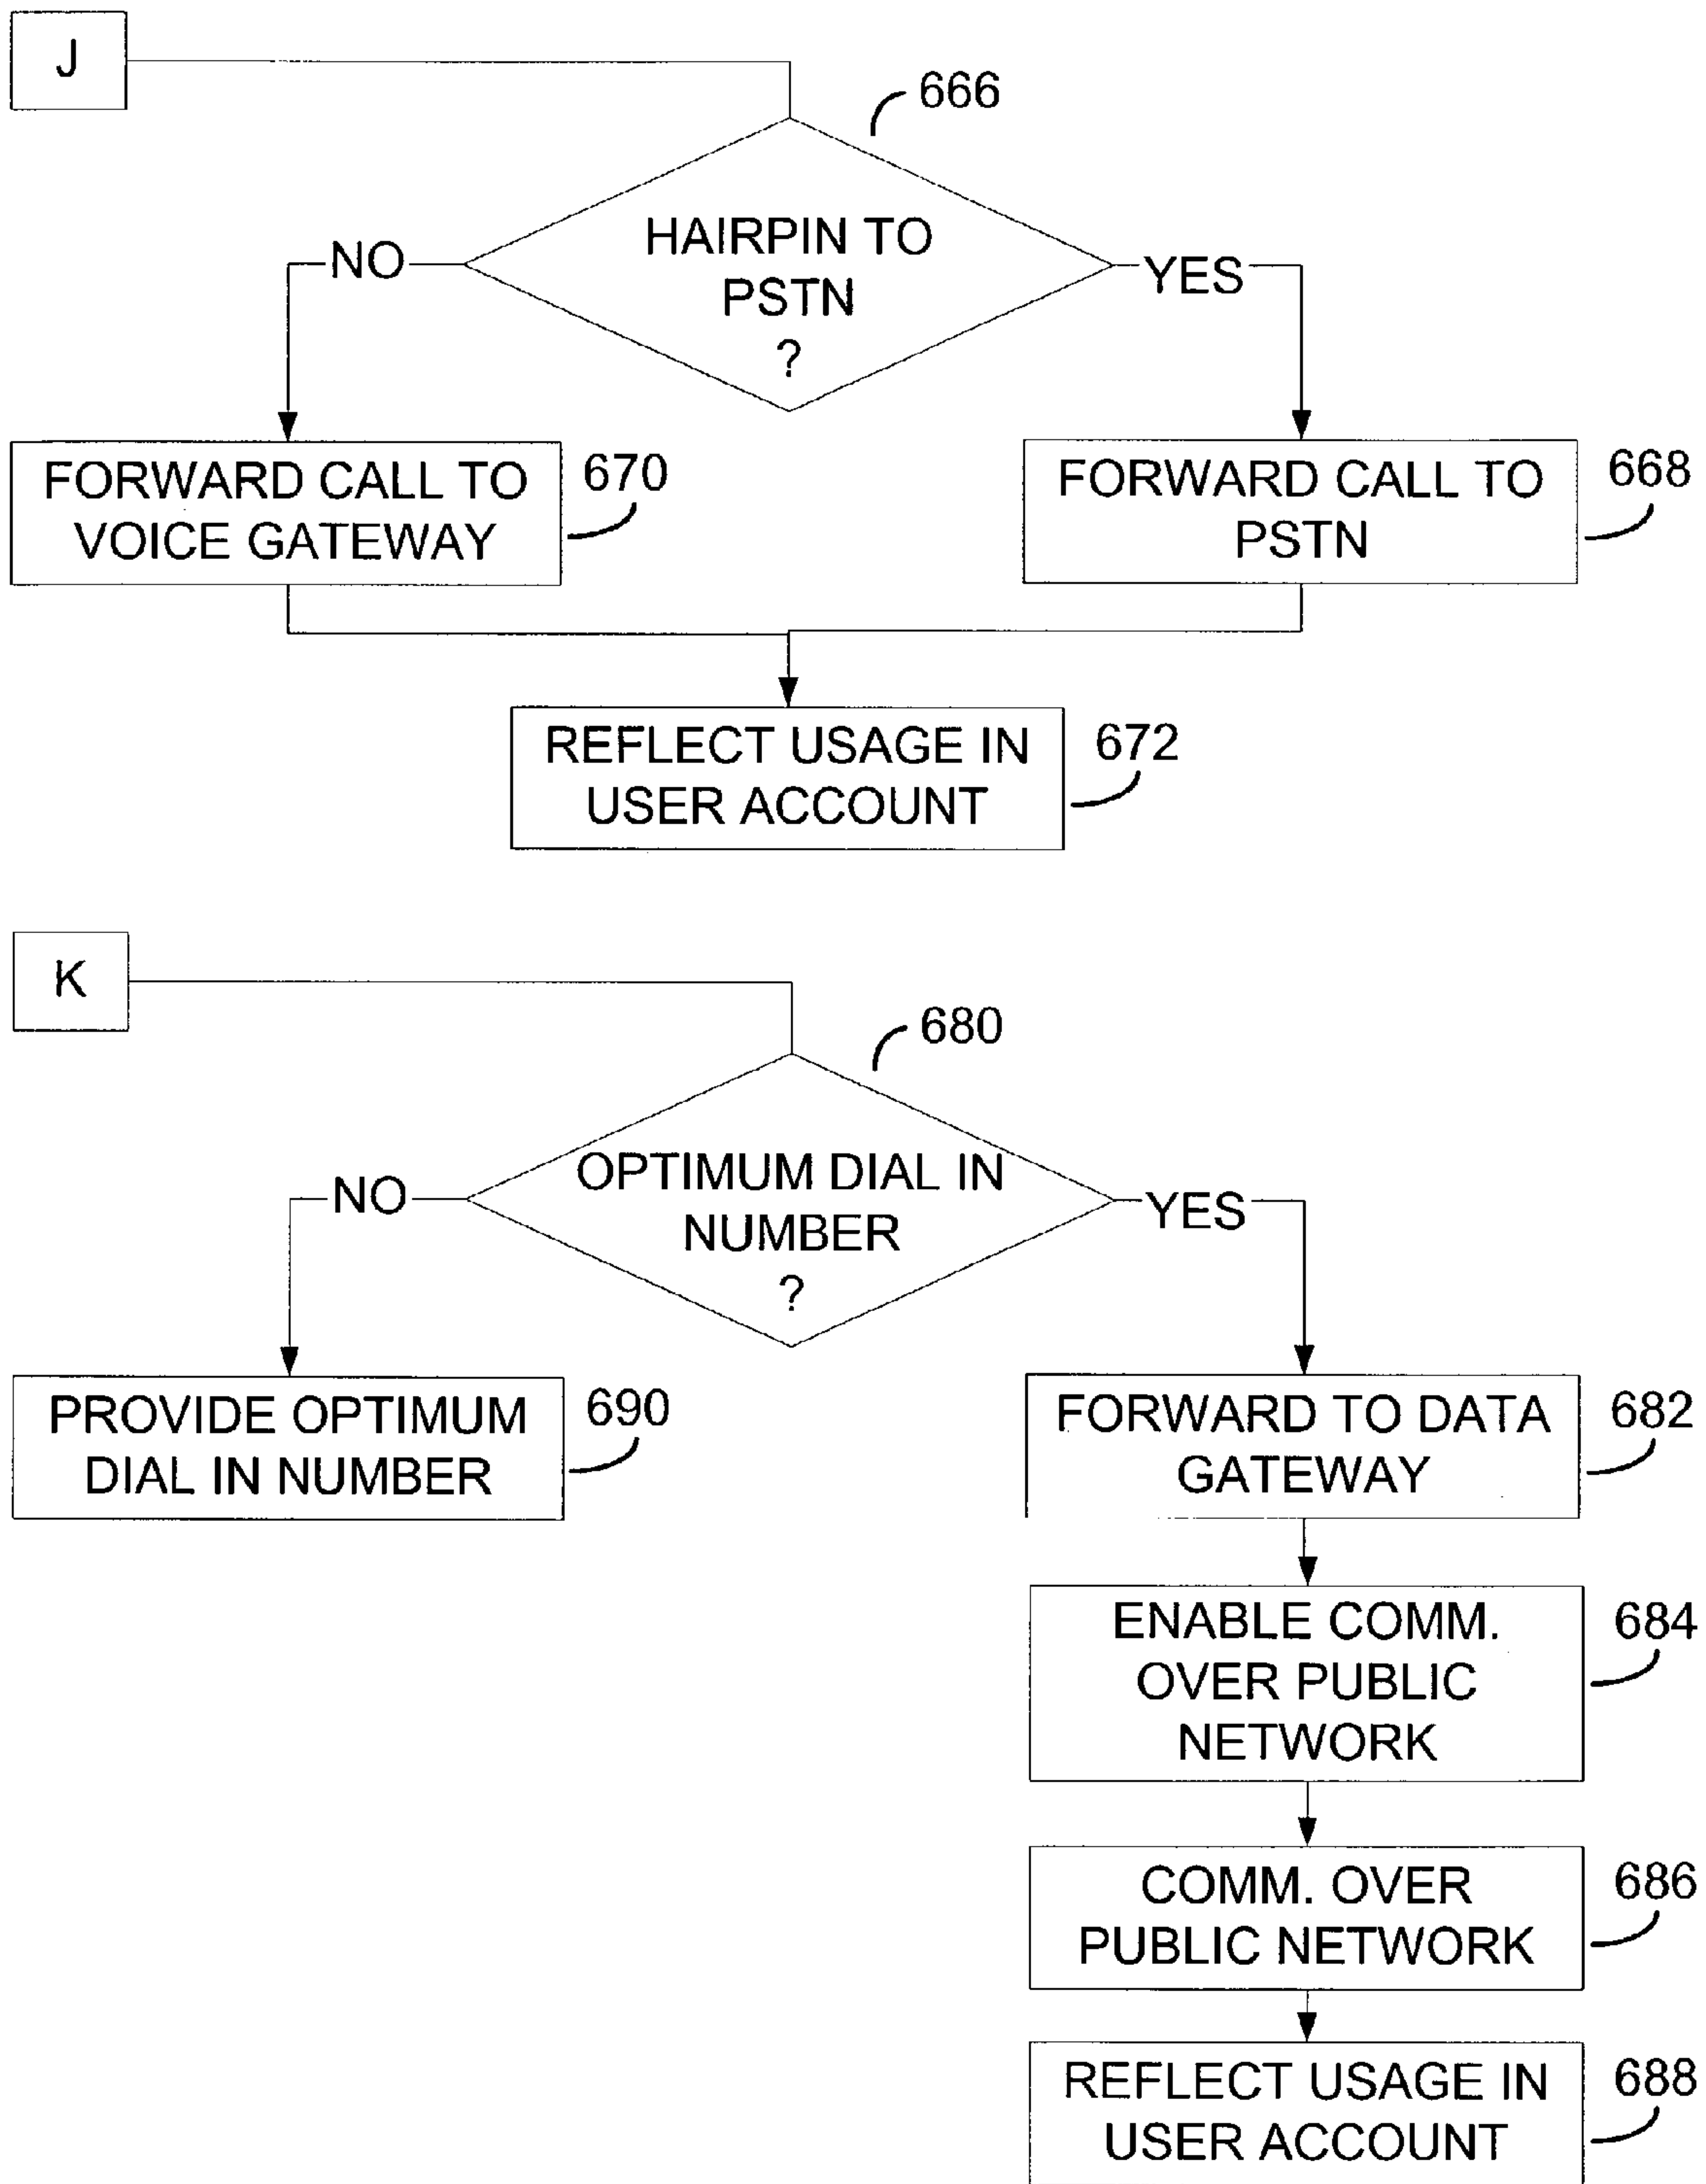 J
666
HAIRPIN TO
PSTN
?
NO
YES
FORWARD CALL TO
VOICE GATEWAY
670
FORWARD CALL TO
PSTN
668
REFLECT USAGE IN
USER ACCOUNT
672
K
680
OPTIMUM DIAL IN
NUMBER
?
NO
YES
PROVIDE OPTIMUM
DIAL IN NUMBER
690
FORWARD TO DATA
GATEWAY
682
ENABLE COMM.
OVER PUBLIC
NETWORK
684
COMM. OVER
PUBLIC NETWORK
686
REFLECT USAGE IN
USER ACCOUNT
688